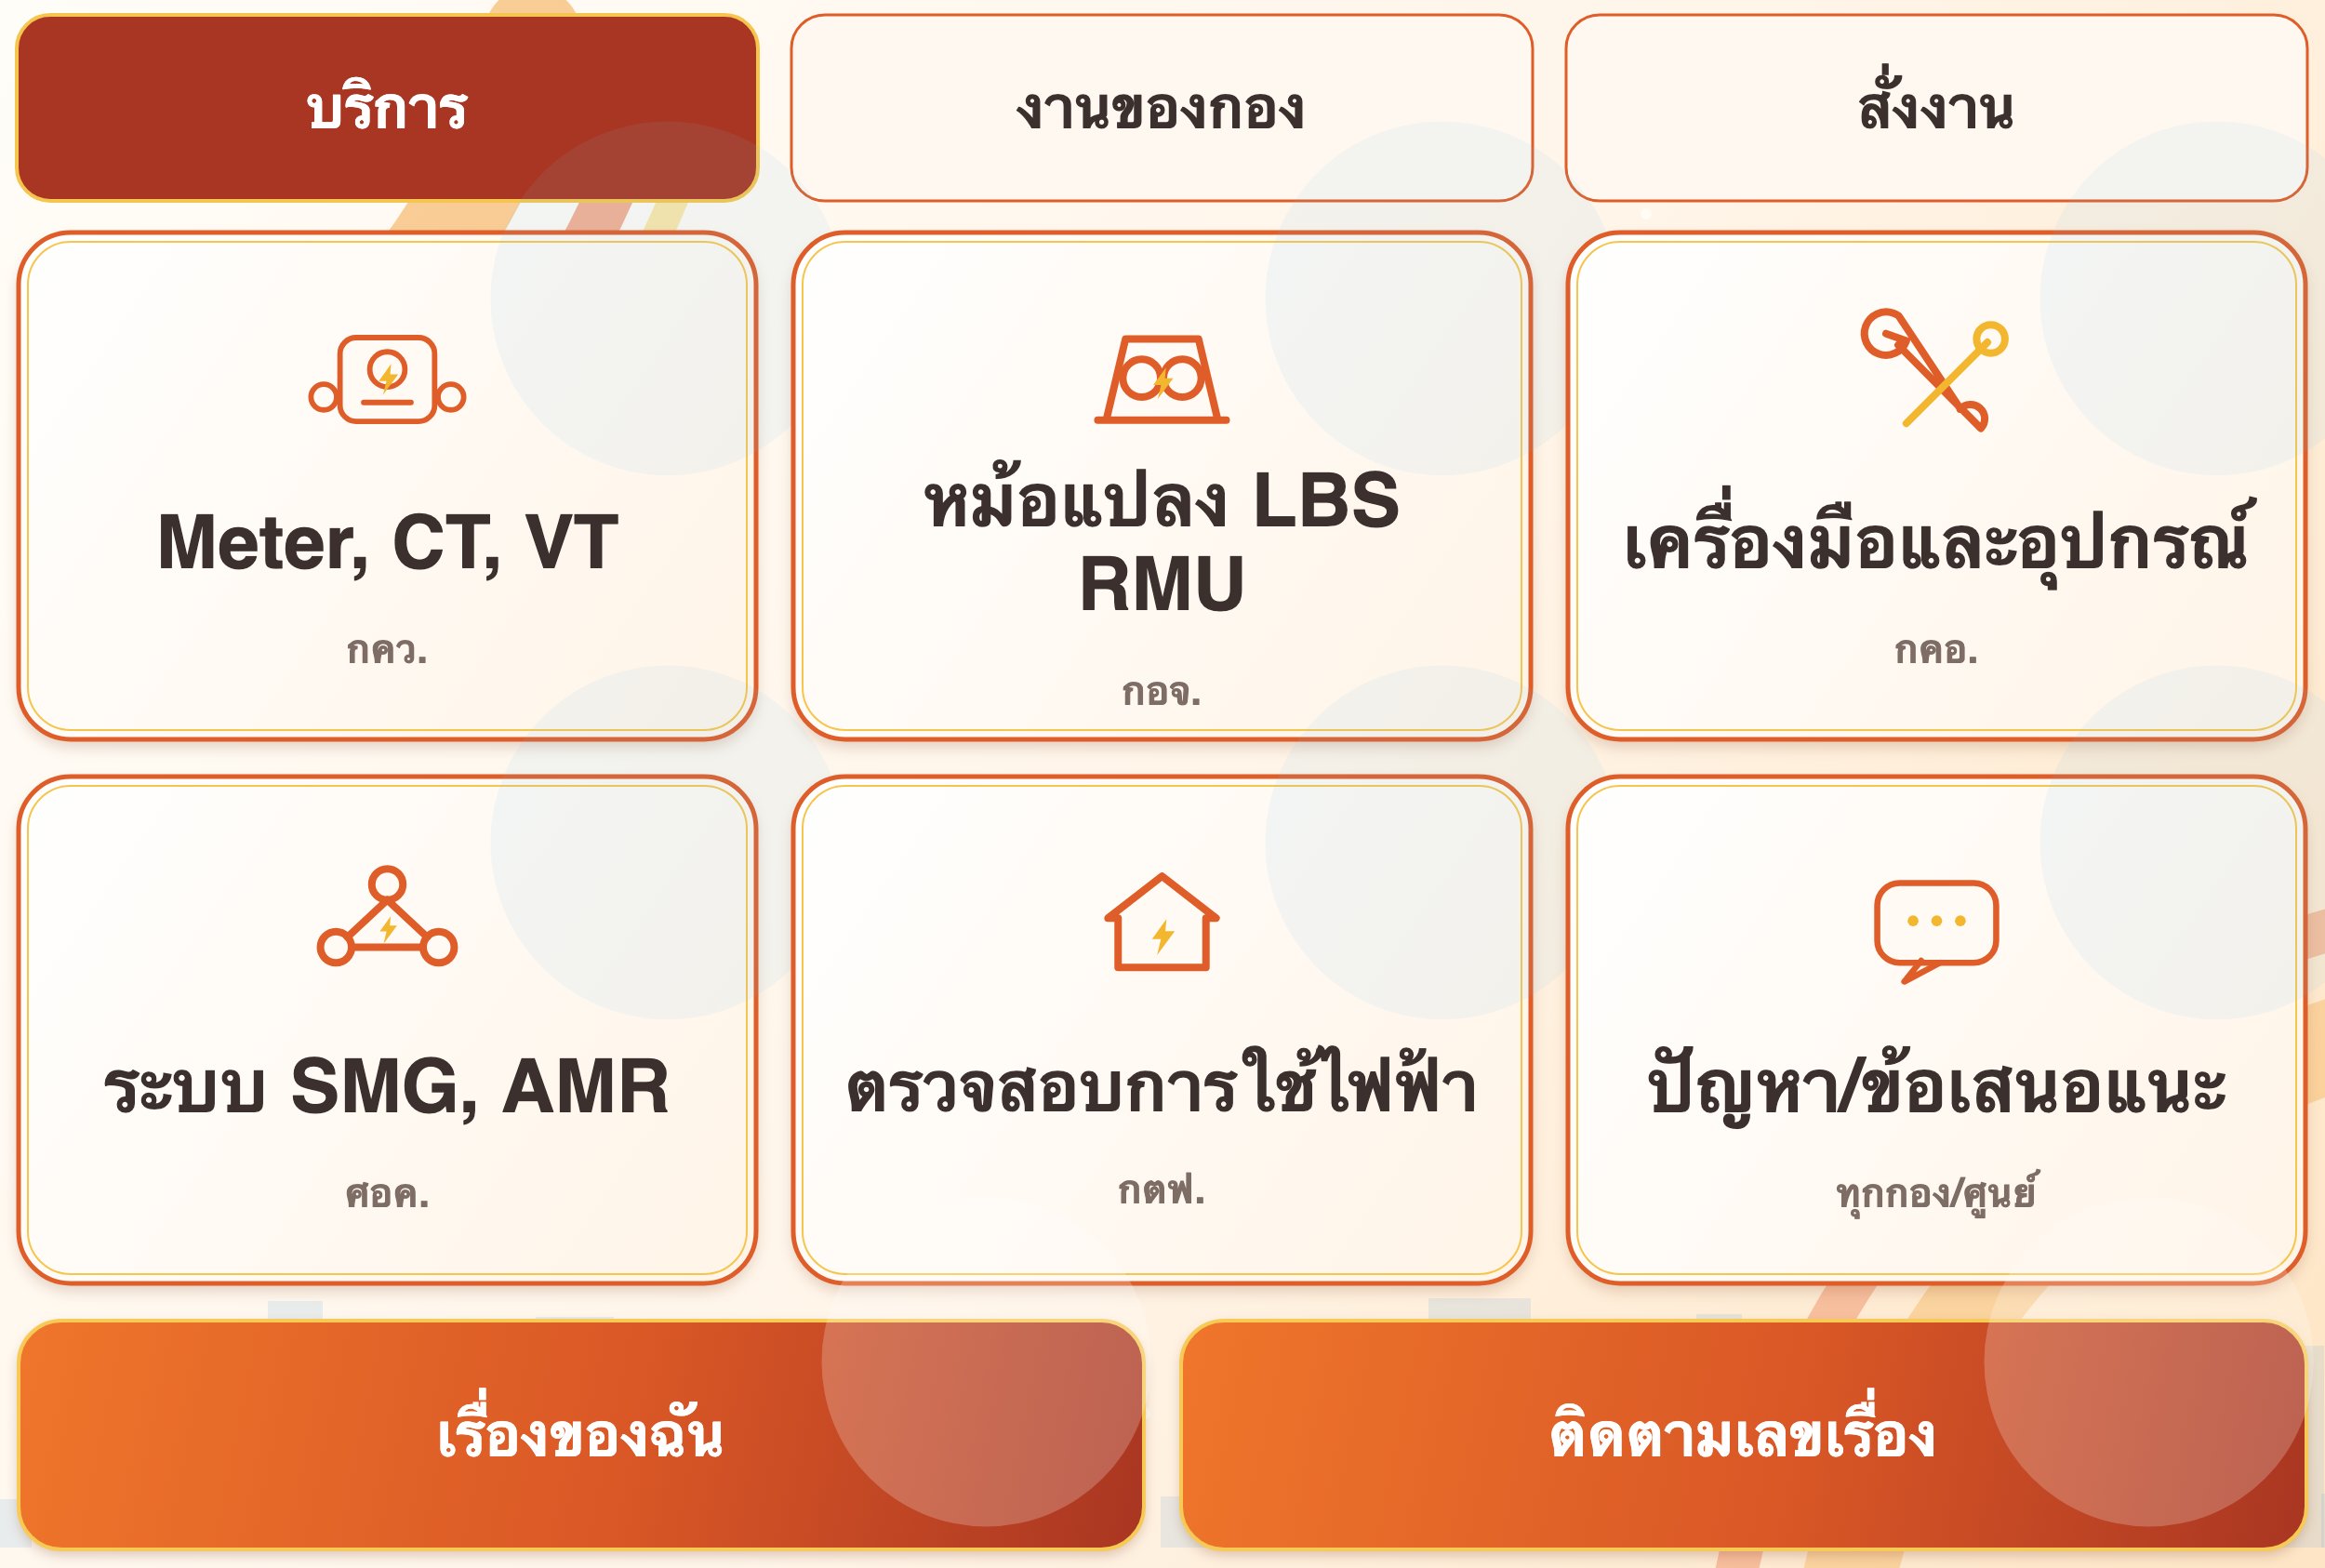 บริการ
งานของกอง
สั่งงาน
Meter, CT, VT
กคว.
หม้อแปลง LBS
RMU
กอจ.
เครื่องมือและอุปกรณ์
กคอ.
ระบบ SMG, AMR
ศอค.
ตรวจสอบการใช้ไฟฟ้า
กตฟ.
ปัญหา/ข้อเสนอแนะ
ทุกกอง/ศูนย์
เรื่องของฉัน
ติดตามเลขเรื่อง